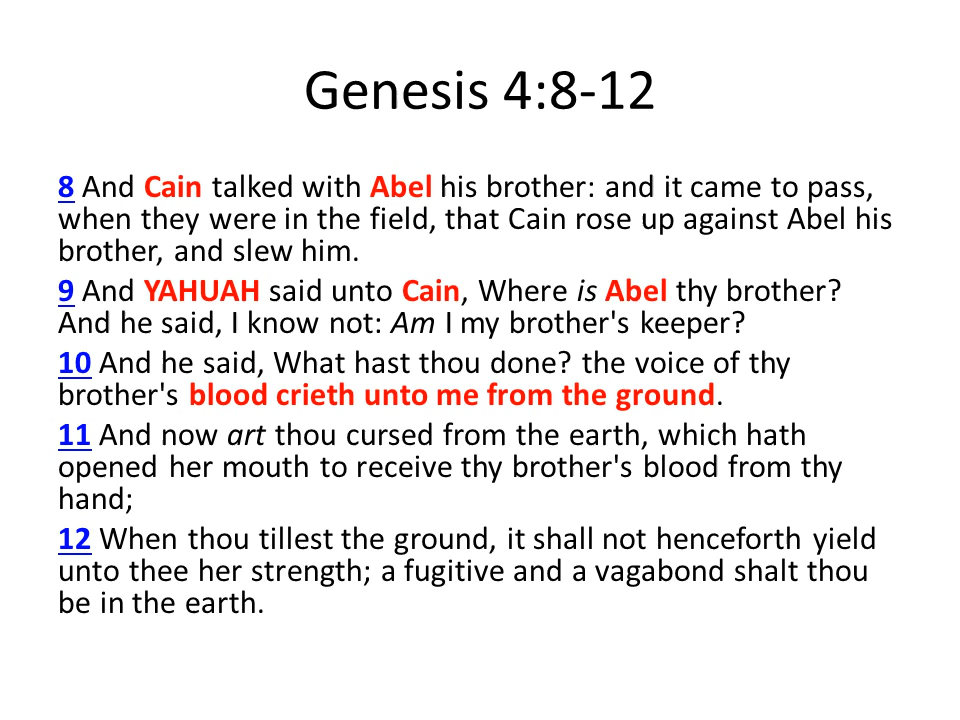 Genesis 4:8-12
8 And Cain talked with Abel his brother: and it came to pass,
when they were in the field, that Cain rose up against Abel his
brother, and slew him.
9 And YAHUAH said unto Cain, Where is Abel thy brother?
And he said, I know not: Am I my brother's keeper?
10 And he said, What hast thou done? the voice of thy
brother's blood crieth unto me from the ground.
11 And now art thou cursed from the earth, which hath
opened her mouth to receive thy brother's blood from thy
hand;
12 When thou tillest the ground, it shall not henceforth yield
unto thee her strength; a fugitive and a vagabond shalt thou
be in the earth.